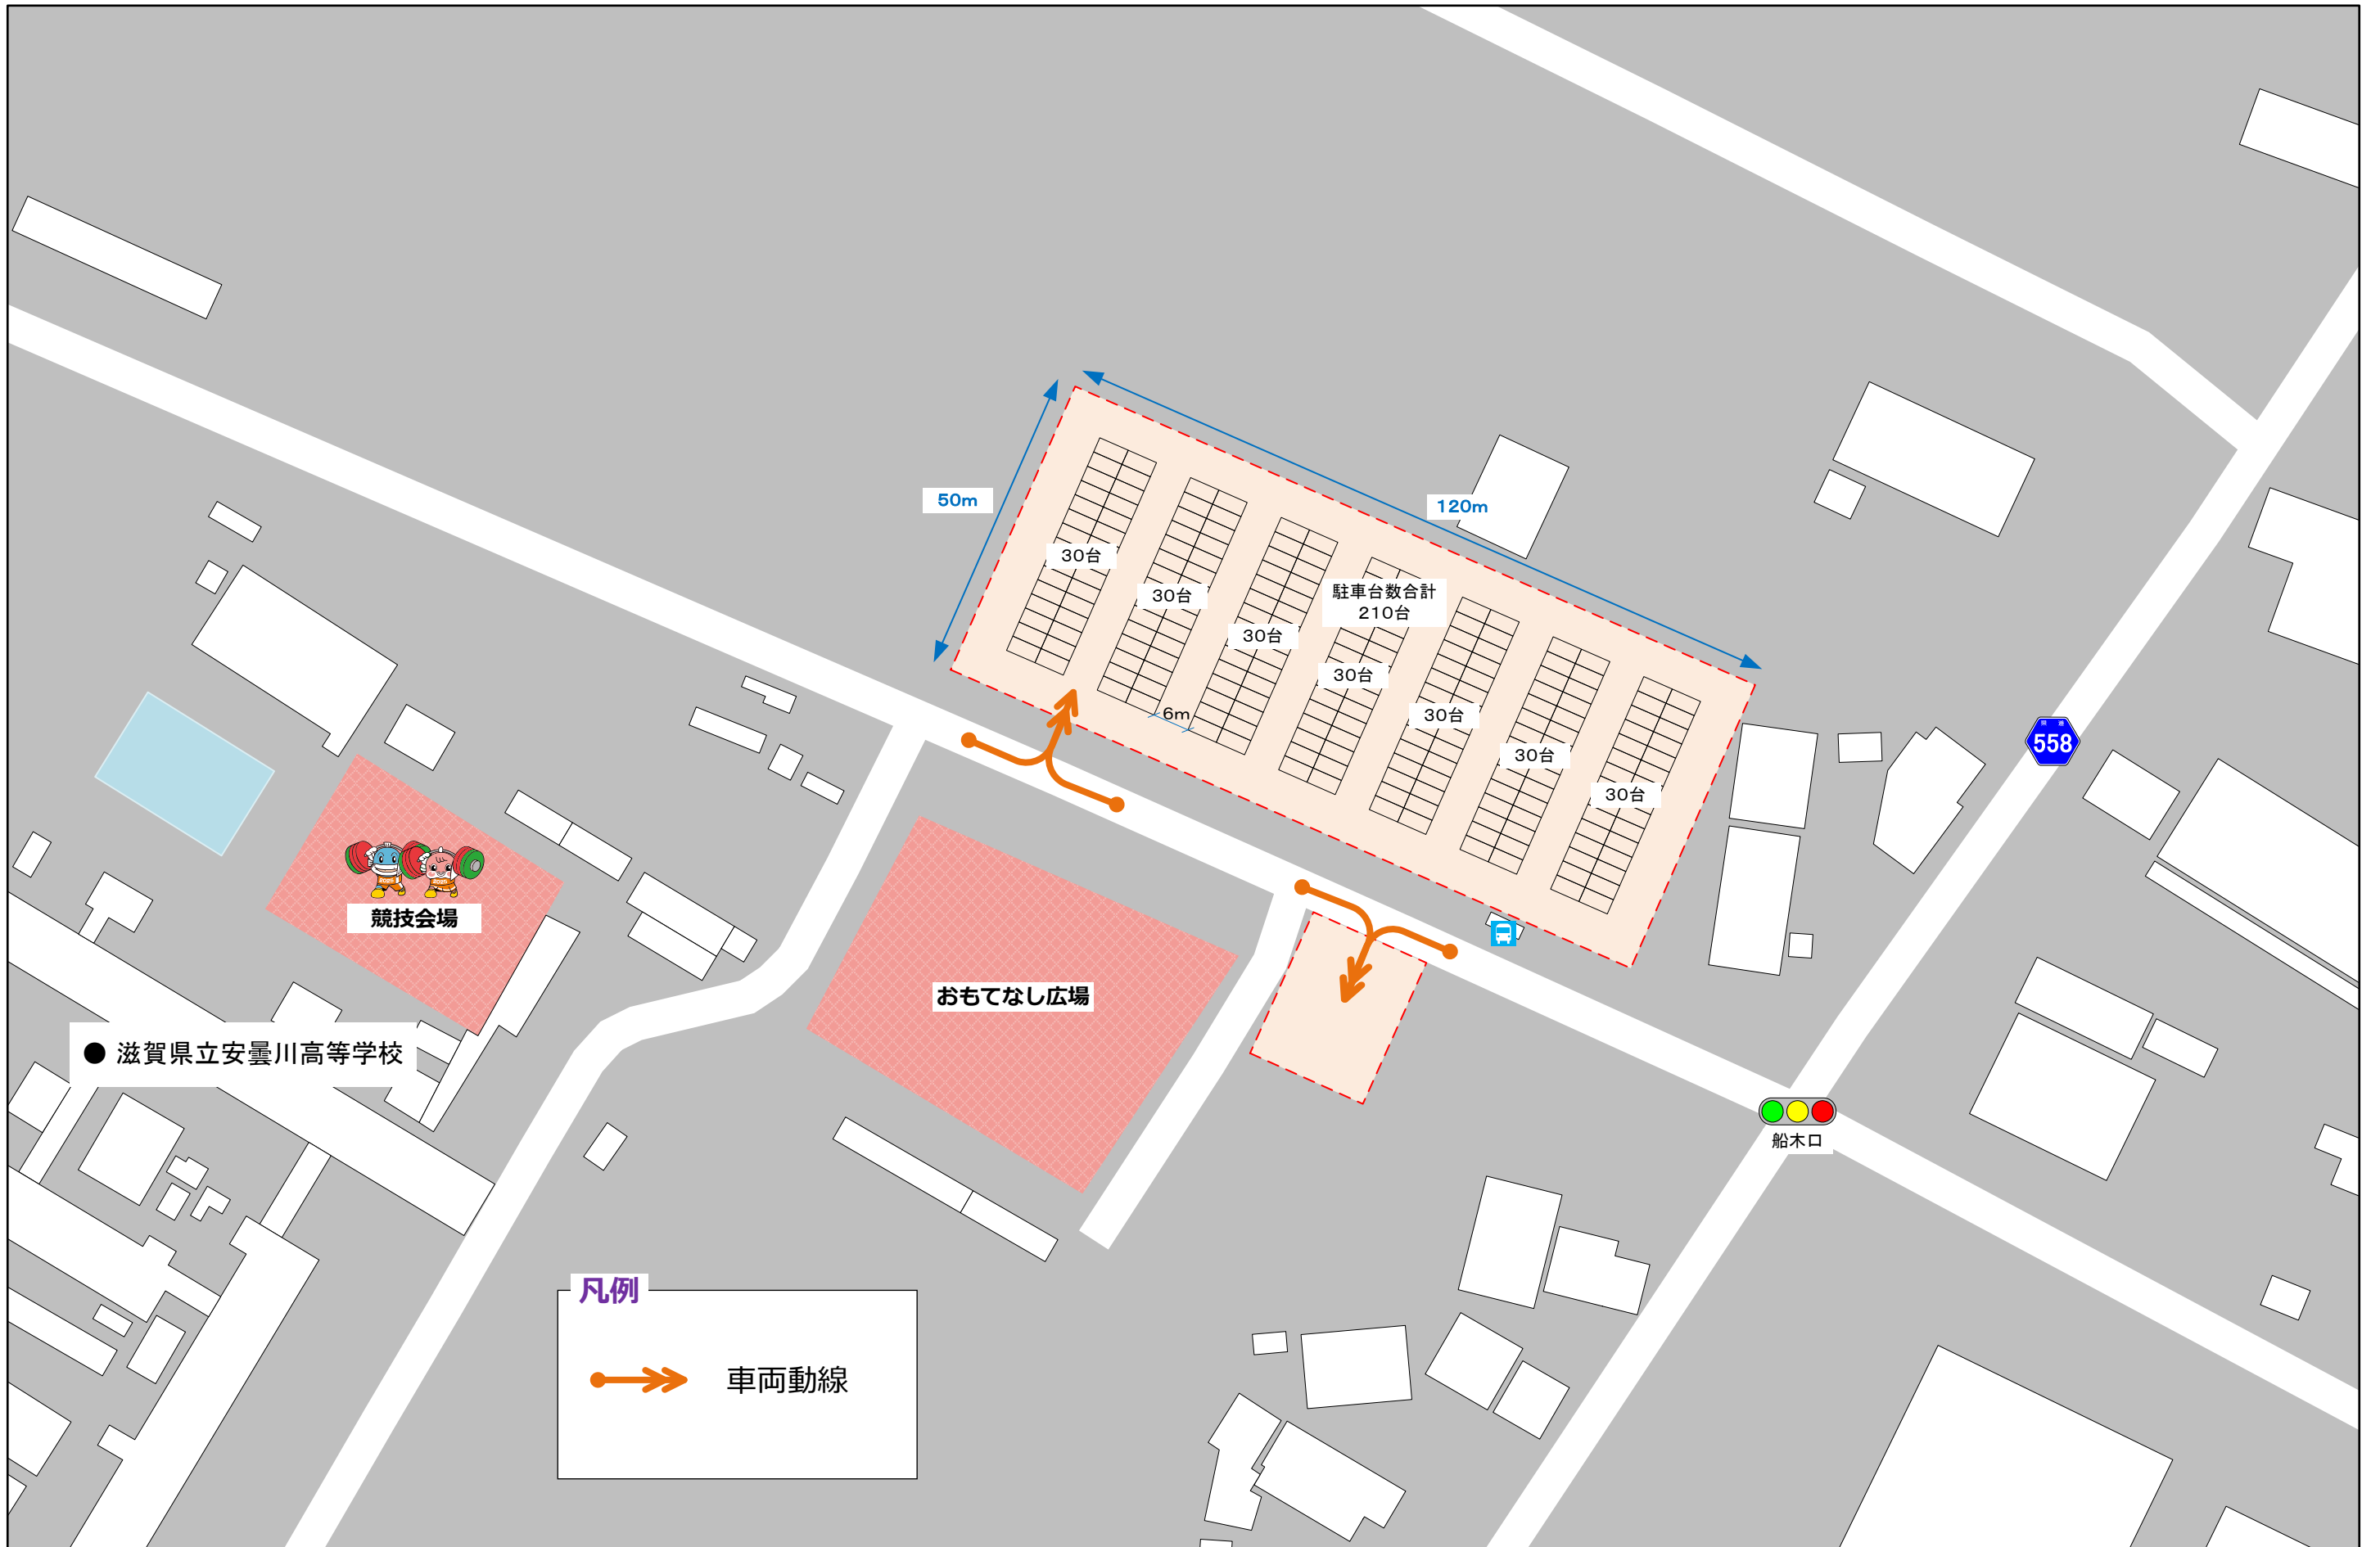 50m
120m
30台
30台
30台
駐車台数合計
210台
30台
30台
30台
30台
6m
558
競技会場
おもてなし広場
● 滋賀県立安曇川高等学校
船木口
凡例
車両動線